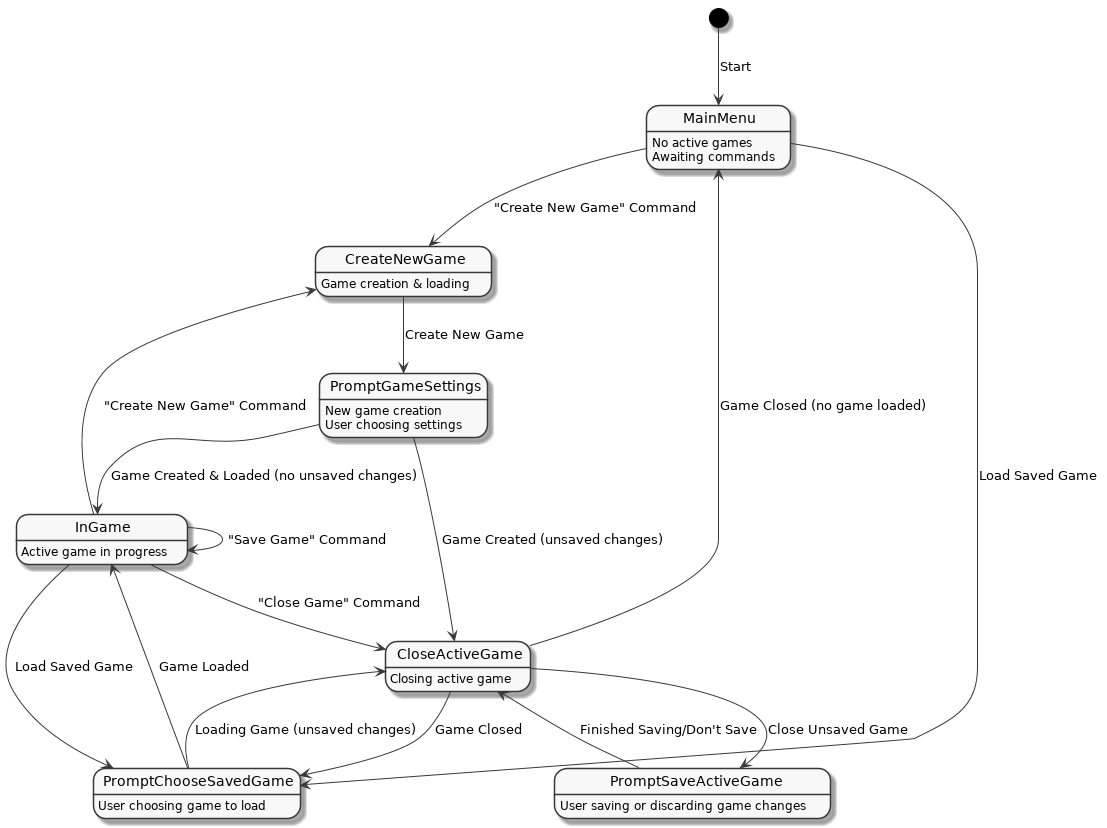 Start
MainMenu
No active games
Awaiting commands
"Create New Game" Command
CreateNewGame
Game creation & loading
Create New Game
PromptGameSettings
New game creation
User choosing settings
"Create New Game" Command
Game Closed (no game loaded)
Game Created & Loaded (no unsaved changes)
Load Saved Game
InGame
Active game in progress
"Save Game" Command
Game Created (unsaved changes)
"Close Game" Command
CloseActiveGame
Closing active game
Load Saved Game
Game Loaded
Loading Game (unsaved changes)
Game Closed
Finished Saving/Don't Save
Close Unsaved Game
PromptChooseSavedGame
User choosing game to load
PromptSaveActiveGame
User saving or discarding game changes